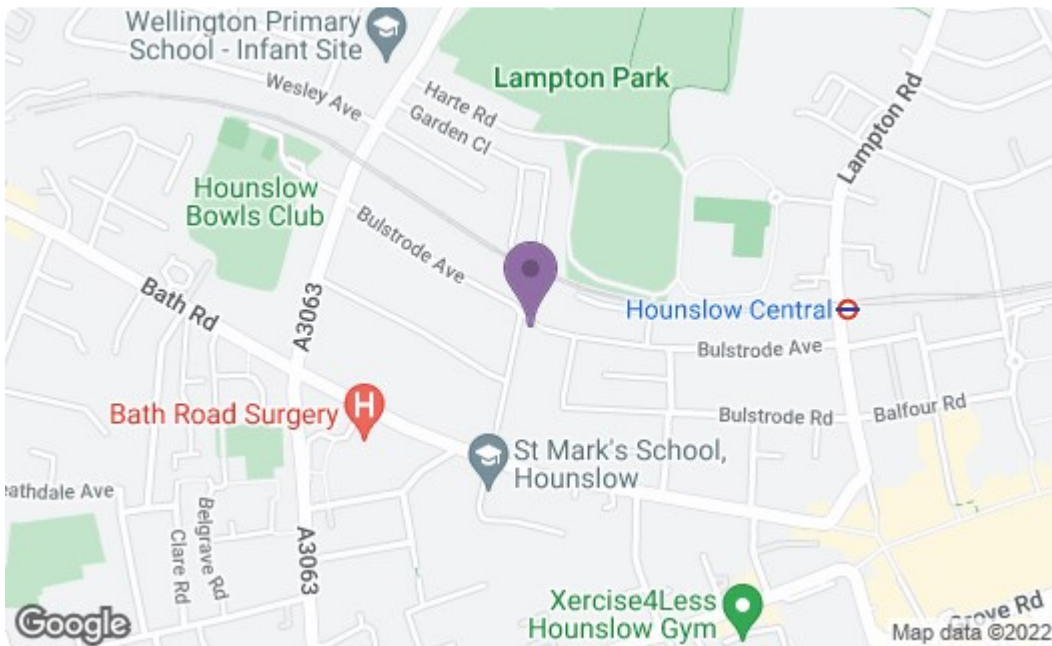 Wellington Primary
School - Infant Site
Wesley Ave
Harte Rd
Garden Cl
Lampton Park
Lampton Rd
Hounslow
Bowls Club
Bulstrode Ave
Bath Rd
A3063
Hounslow Central
Bulstrode Ave
Bath Road Surgery
H
Bulstrode Rd
Balfour Rd
St Mark's School,
Hounslow
eathdale Ave
Belgrave Rd
Clare Rd
A3063
Xercise4Less
Hounslow Gym
Grove Rd
Google
Map data ©2022